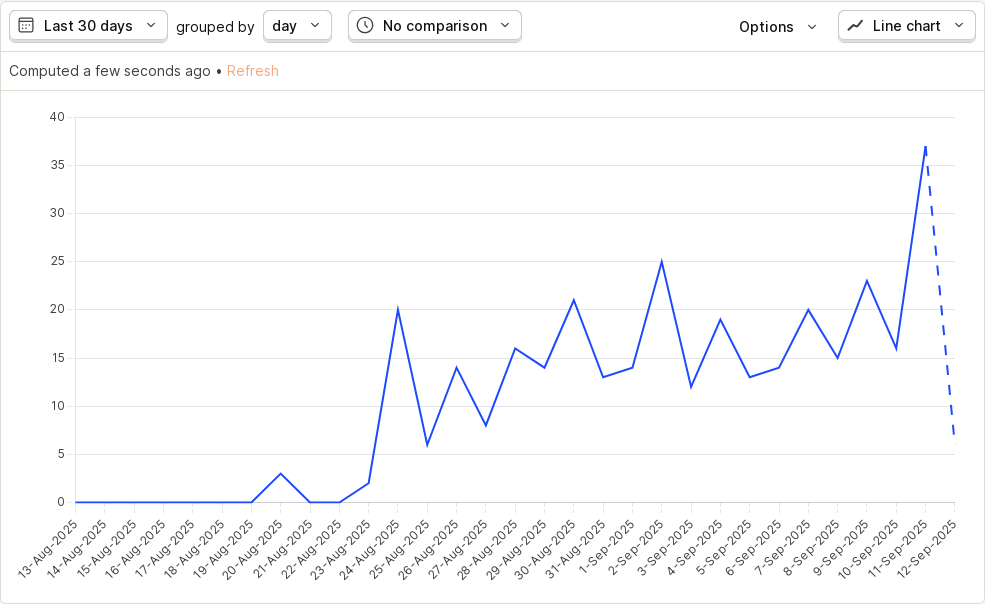 Last 30 days grouped by day No comparison Options Line chart
Computed a few seconds ago • Refresh
40
35
30
25
20
15
10
5
0
13-Aug-2025
14-Aug-2025
15-Aug-2025
16-Aug-2025
17-Aug-2025
18-Aug-2025
19-Aug-2025
20-Aug-2025
21-Aug-2025
22-Aug-2025
23-Aug-2025
24-Aug-2025
25-Aug-2025
26-Aug-2025
27-Aug-2025
28-Aug-2025
29-Aug-2025
30-Aug-2025
31-Aug-2025
1-Sep-2025
2-Sep-2025
3-Sep-2025
4-Sep-2025
5-Sep-2025
6-Sep-2025
7-Sep-2025
8-Sep-2025
9-Sep-2025
10-Sep-2025
11-Sep-2025
12-Sep-2025